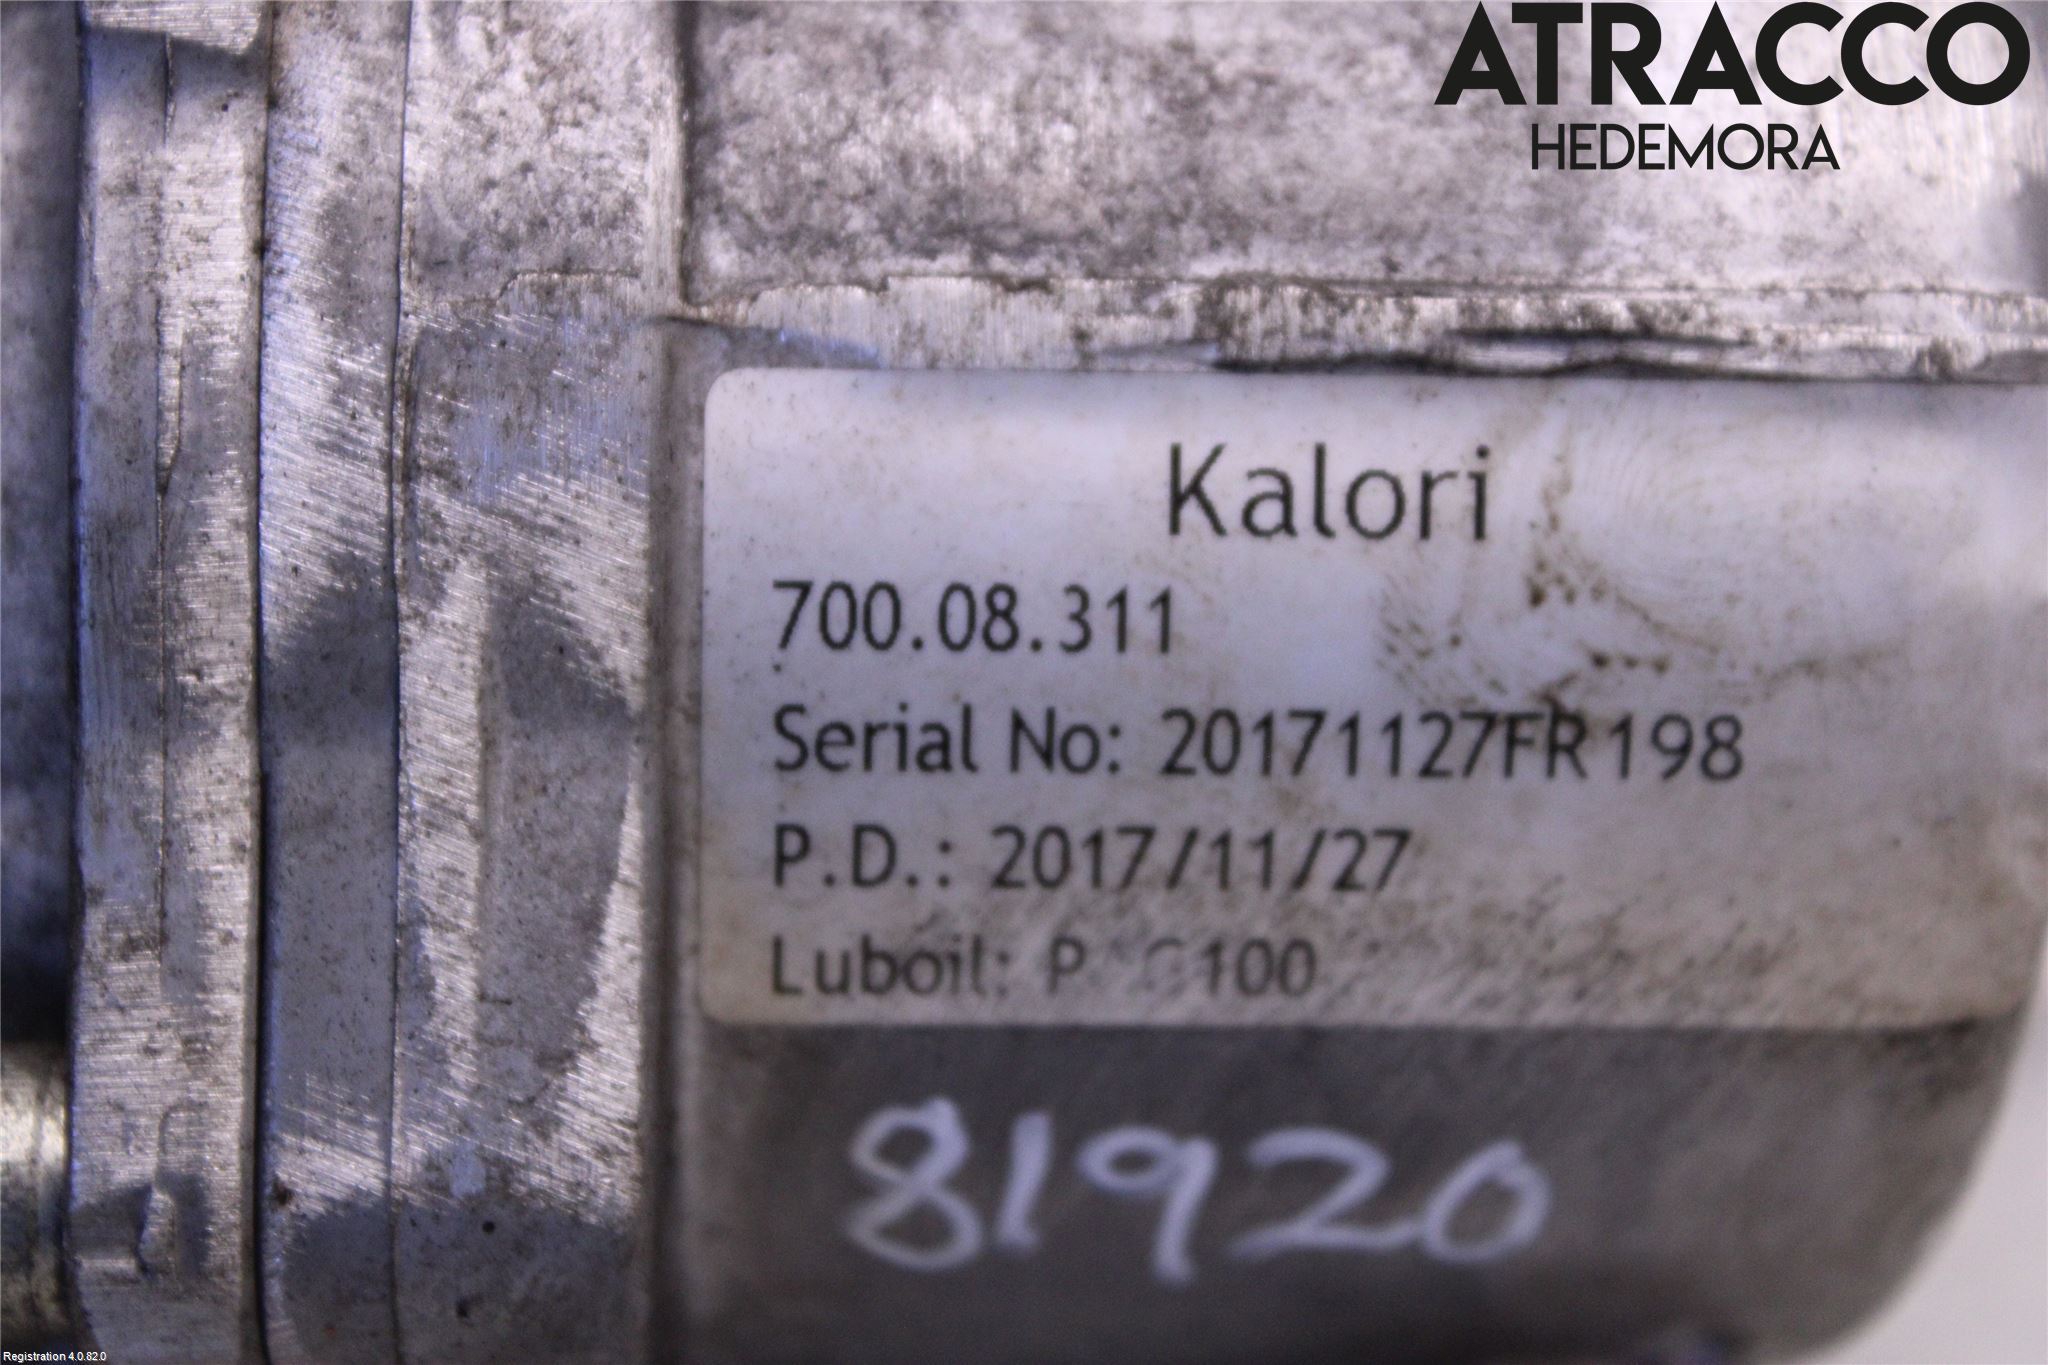 ATRACCO
HEDEMORA
Kalori
700.08.311
Serial No: 20171127FR198
P.D.: 2017/11/27
Luboil: PAG100
81920
Registration 4.0.82.0